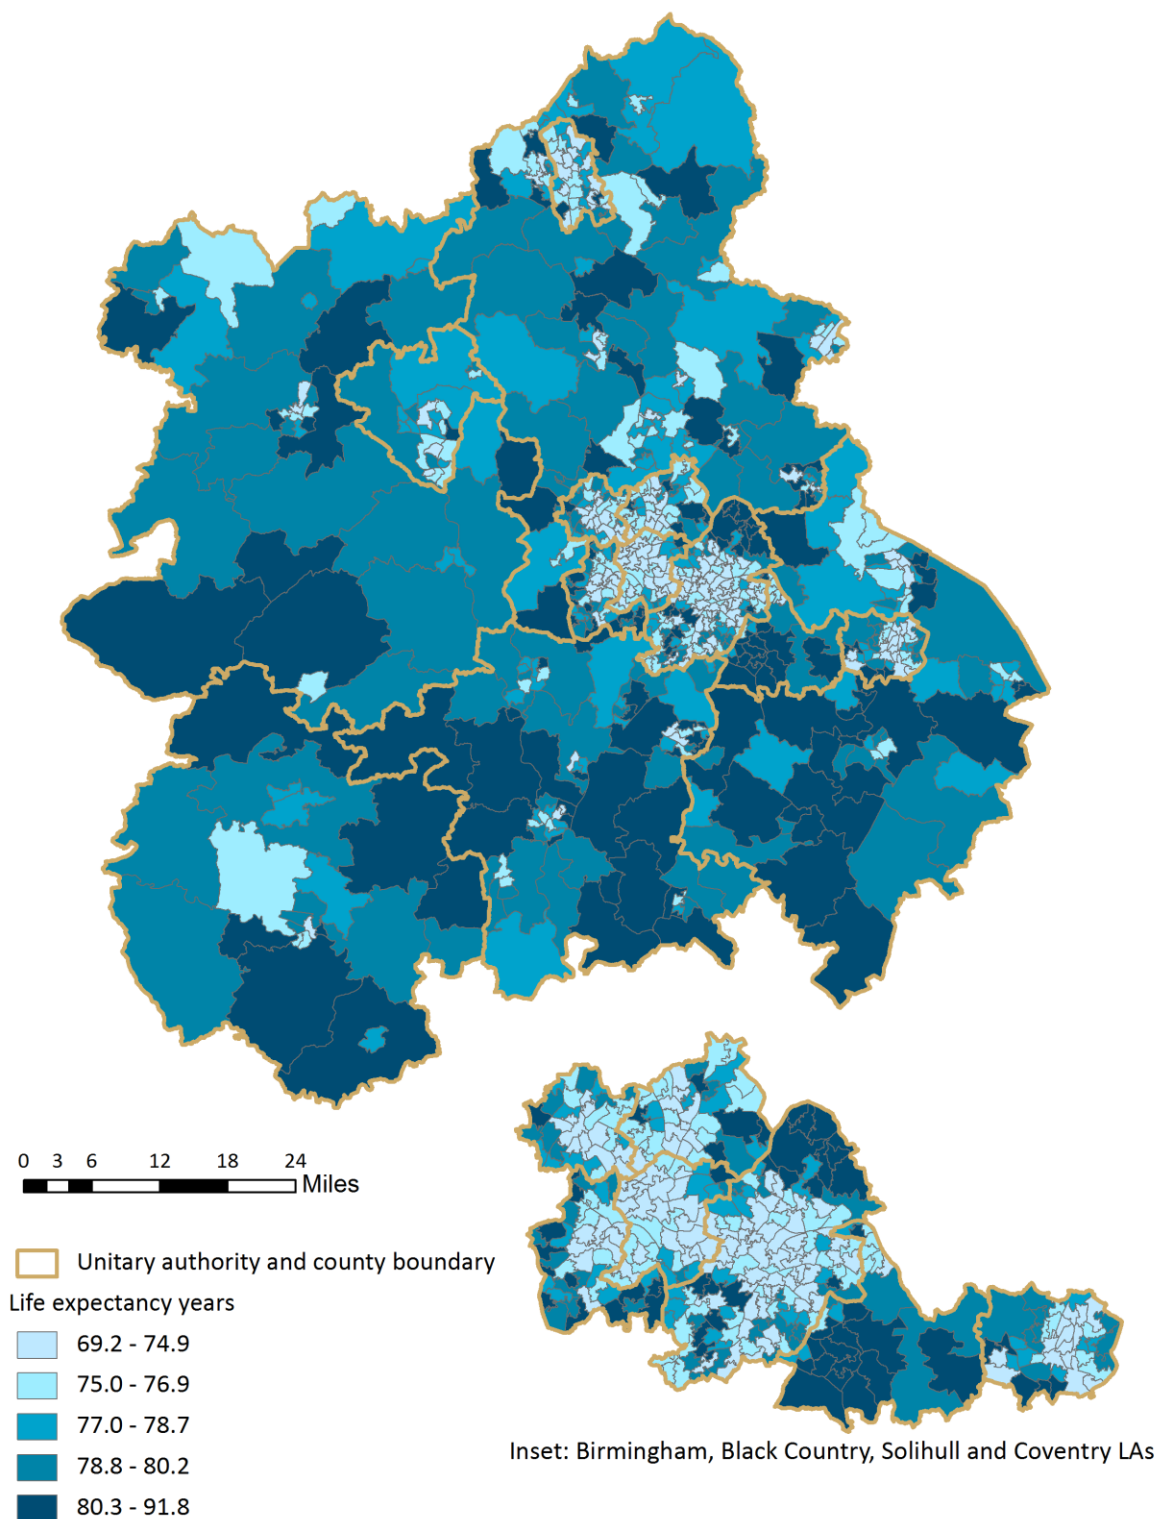 0 3 6 12 18 24
Miles
Unitary authority and county boundary
Life expectancy years
69.2 - 74.9
75.0 - 76.9
77.0 - 78.7
78.8 - 80.2
80.3 - 91.8
Inset: Birmingham, Black Country, Solihull and Coventry LAs